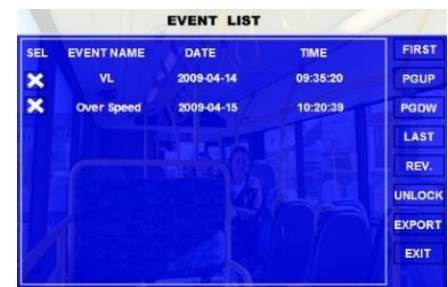 EVENT LIST
SEL EVENT NAME DATE TIME
VL 2009-04-14 09:35:20
Over Speed 2009-04-15 10:20:39
FIRST
PGUP
PGDW
LAST
REV.
UNLOCK
EXPORT
EXIT